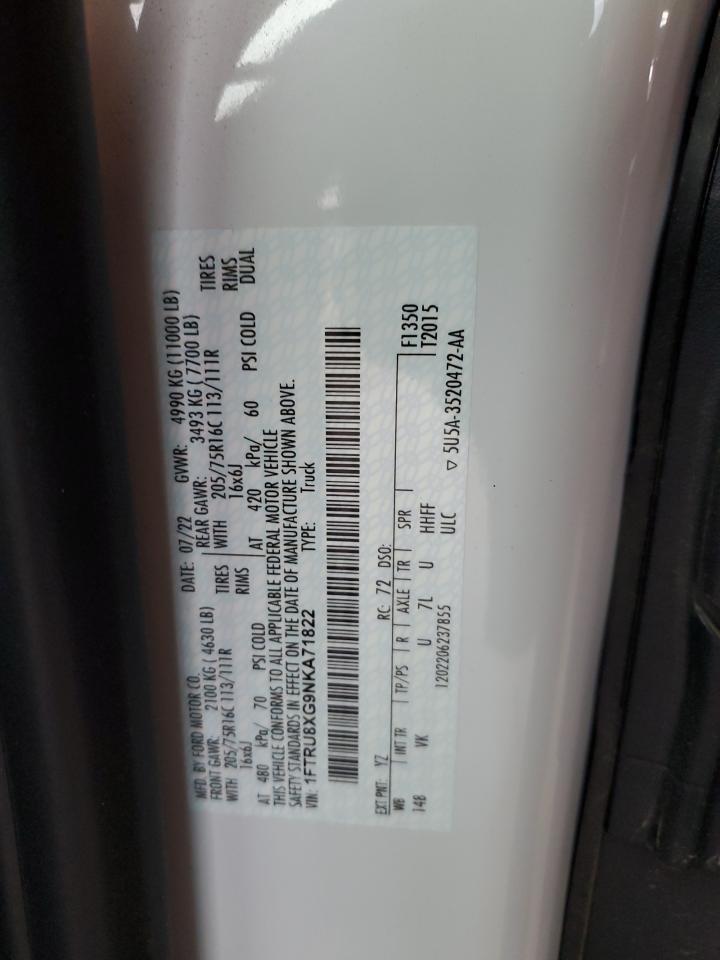 MFD. BY FORD MOTOR CO.
DATE: 07/22 GVWR: 4990 KG (11000 LB)
FRONT GAWR: 2100 KG ( 4630 LB)
REAR GAWR: 3493 KG ( 7700 LB)
WITH 205/75R16C 113/111R TIRES
WITH 205/75R16C 113/111R TIRES
16x6J RIMS
16x6J RIMS
AT 480 kPa/ 70 PSI COLD
AT 420 kPa/ 60 PSI COLD DUAL
THIS VEHICLE CONFORMS TO ALL APPLICABLE FEDERAL MOTOR VEHICLE
SAFETY STANDARDS IN EFFECT ON THE DATE OF MANUFACTURE SHOWN ABOVE.
VIN: 1FTRU8XG9NKA71822 TYPE: Truck
EXT PNT: YZ RC: 72 DSO:
WB INT TR TP/PS R AXLE TR SPR F1350
148 VK U 7L U HHFF T2015
1202206237855 ULC ▽ 5U5A-3520472-AA